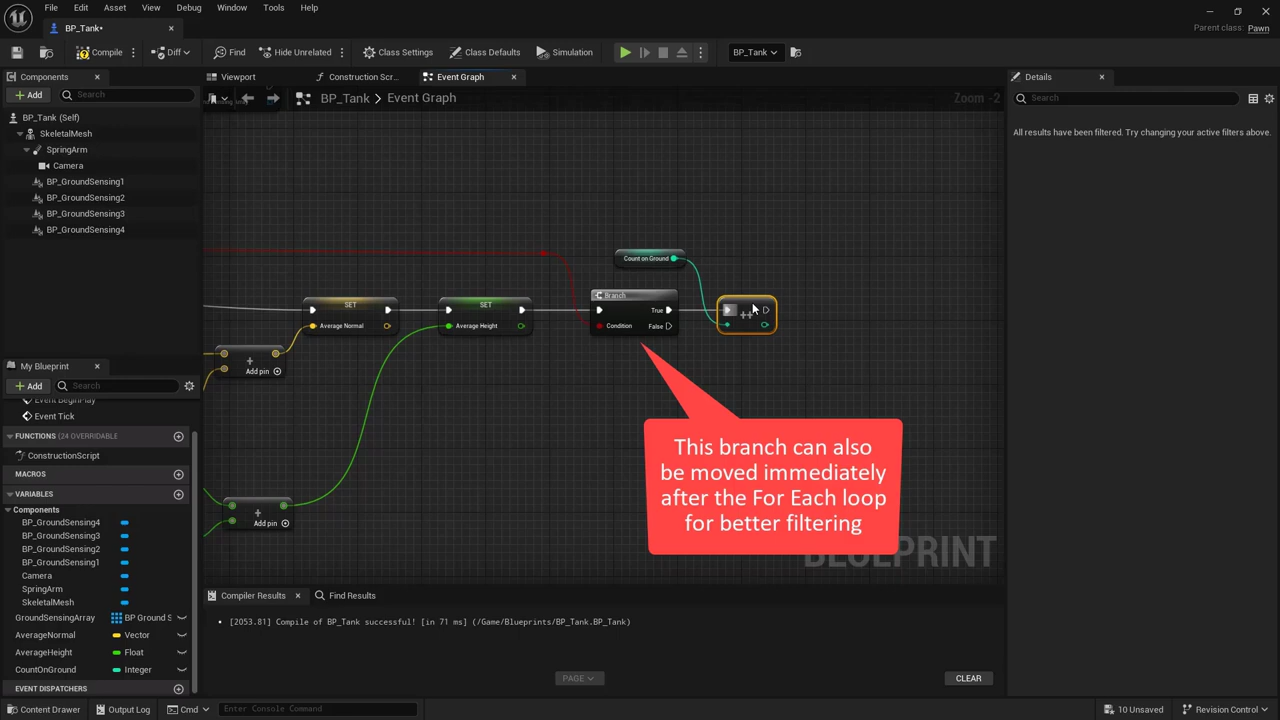 File Edit Asset View Debug Window Tools Help
BP_Tank•
Parent class: Pawn
Compile Diff Find Hide Unrelated Class Settings Class Defaults Simulation BP_Tank
Components
Viewport Construction Scr... Event Graph
Details
Add Search
BP_Tank > Event Graph
Zoom -2
Search
BP_Tank (Self)
SkeletalMesh
SpringArm
Camera
BP_GroundSensing1
BP_GroundSensing2
BP_GroundSensing3
BP_GroundSensing4
All results have been filtered. Try changing your active filters above.
Count on Ground
SET
Average Normal
SET
Average Height
Branch
True
Condition False
++
Add pin
Add pin
This branch can also
be moved immediately
after the For Each loop
for better filtering
BLUEPRINT
My Blueprint
Add Search
Event BeginPlay
Event Tick
FUNCTIONS (24 OVERRIDABLE
ConstructionScript
MACROS
VARIABLES
Components
BP_GroundSensing4
BP_GroundSensing3
BP_GroundSensing2
BP_GroundSensing1
Camera
SpringArm
SkeletalMesh
GroundSensingArray BP Ground S
AverageNormal Vector
AverageHeight Float
CountOnGround Integer
EVENT DISPATCHERS
Compiler Results Find Results
• [2053.81] Compile of BP_Tank successful! [in 71 ms] (/Game/Blueprints/BP_Tank.BP_Tank)
PAGE CLEAR
Content Drawer Output Log Cmd Enter Console Command 10 Unsaved Revision Control